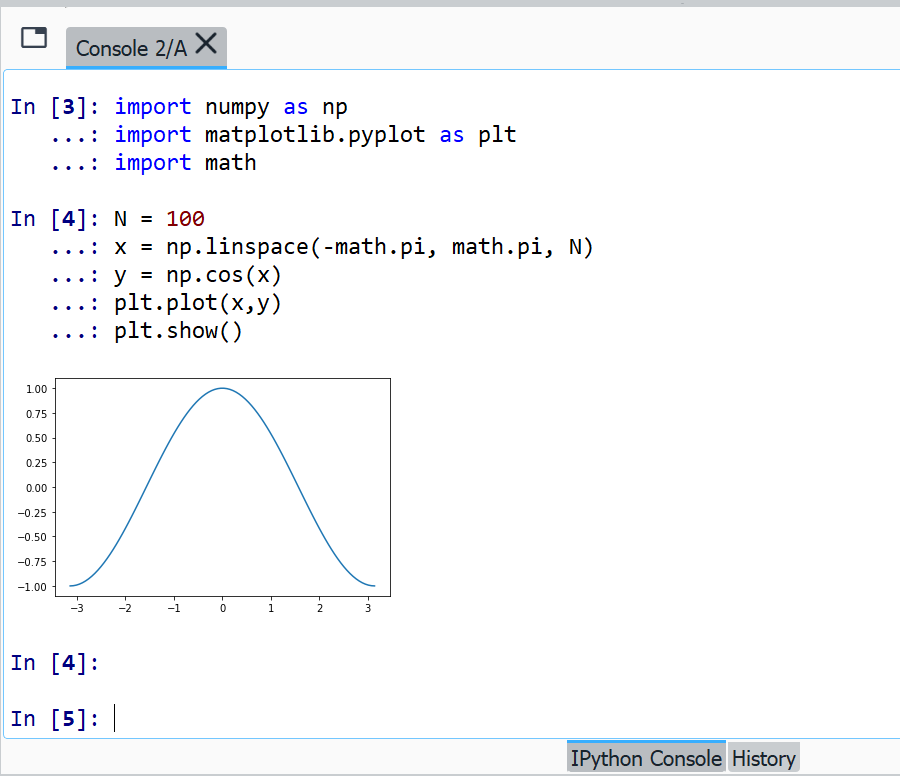 Console 2/A
In [3]: import numpy as np
...: import matplotlib.pyplot as plt
...: import math
In [4]: N = 100
...: x = np.linspace(-math.pi, math.pi, N)
...: y = np.cos(x)
...: plt.plot(x,y)
...: plt.show()
1.00
0.75
0.50
0.25
0.00
−0.25
−0.50
−0.75
−1.00
−3 −2 −1 0 1 2 3
In [4]:
In [5]:
IPython Console History